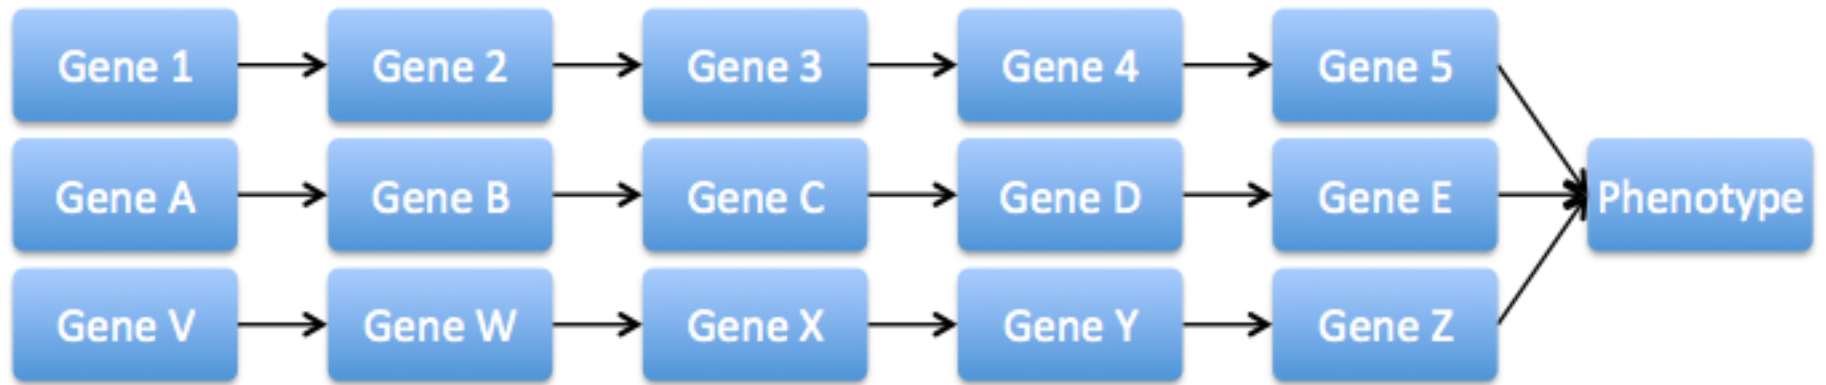 Gene 1
Gene 2
Gene 3
Gene 4
Gene 5
Gene A
Gene B
Gene C
Gene D
Gene E
Phenotype
Gene V
Gene W
Gene X
Gene Y
Gene Z